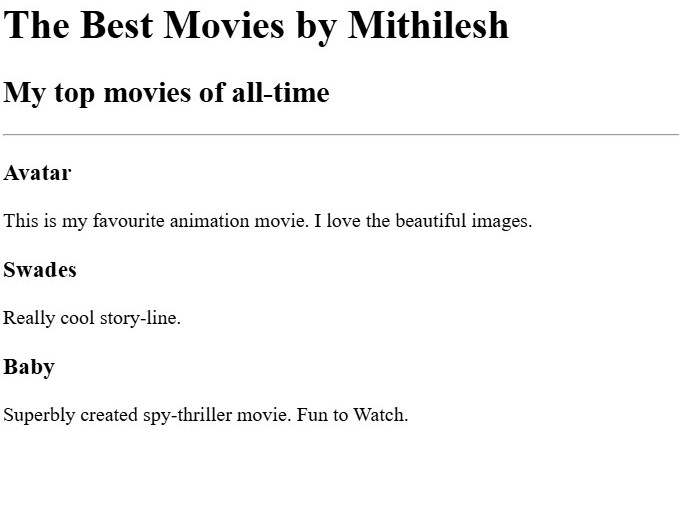 The Best Movies by Mithilesh
My top movies of all-time
Avatar
This is my favourite animation movie. I love the beautiful images.
Swades
Really cool story-line.
Baby
Superbly created spy-thriller movie. Fun to Watch.